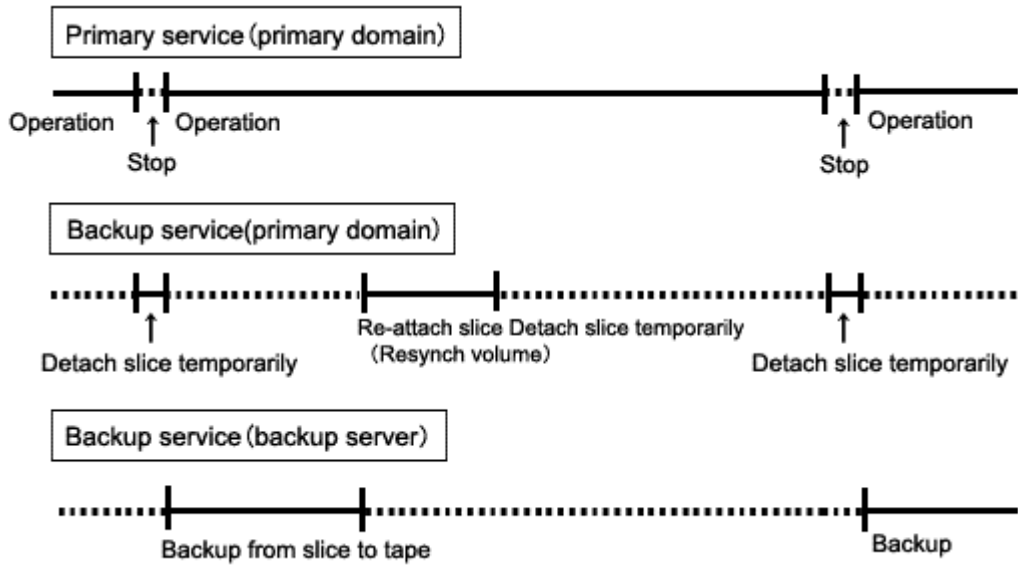 Primary service (primary domain)
Operation
Operation
Operation
Stop
Stop
Backup service(primary domain)
Re-attach slice Detach slice temporarily
(Resynch volume)
Detach slice temporarily
Detach slice temporarily
Backup service (backup server)
Backup from slice to tape
Backup